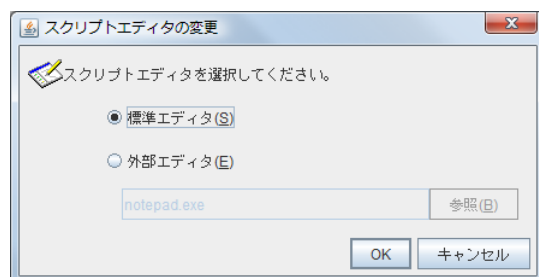 スクリプトエディタの変更
スクリプトエディタを選択してください。
標準エディタ(S)
外部エディタ(E)
notepad.exe
参照(B)
OK
キャンセル